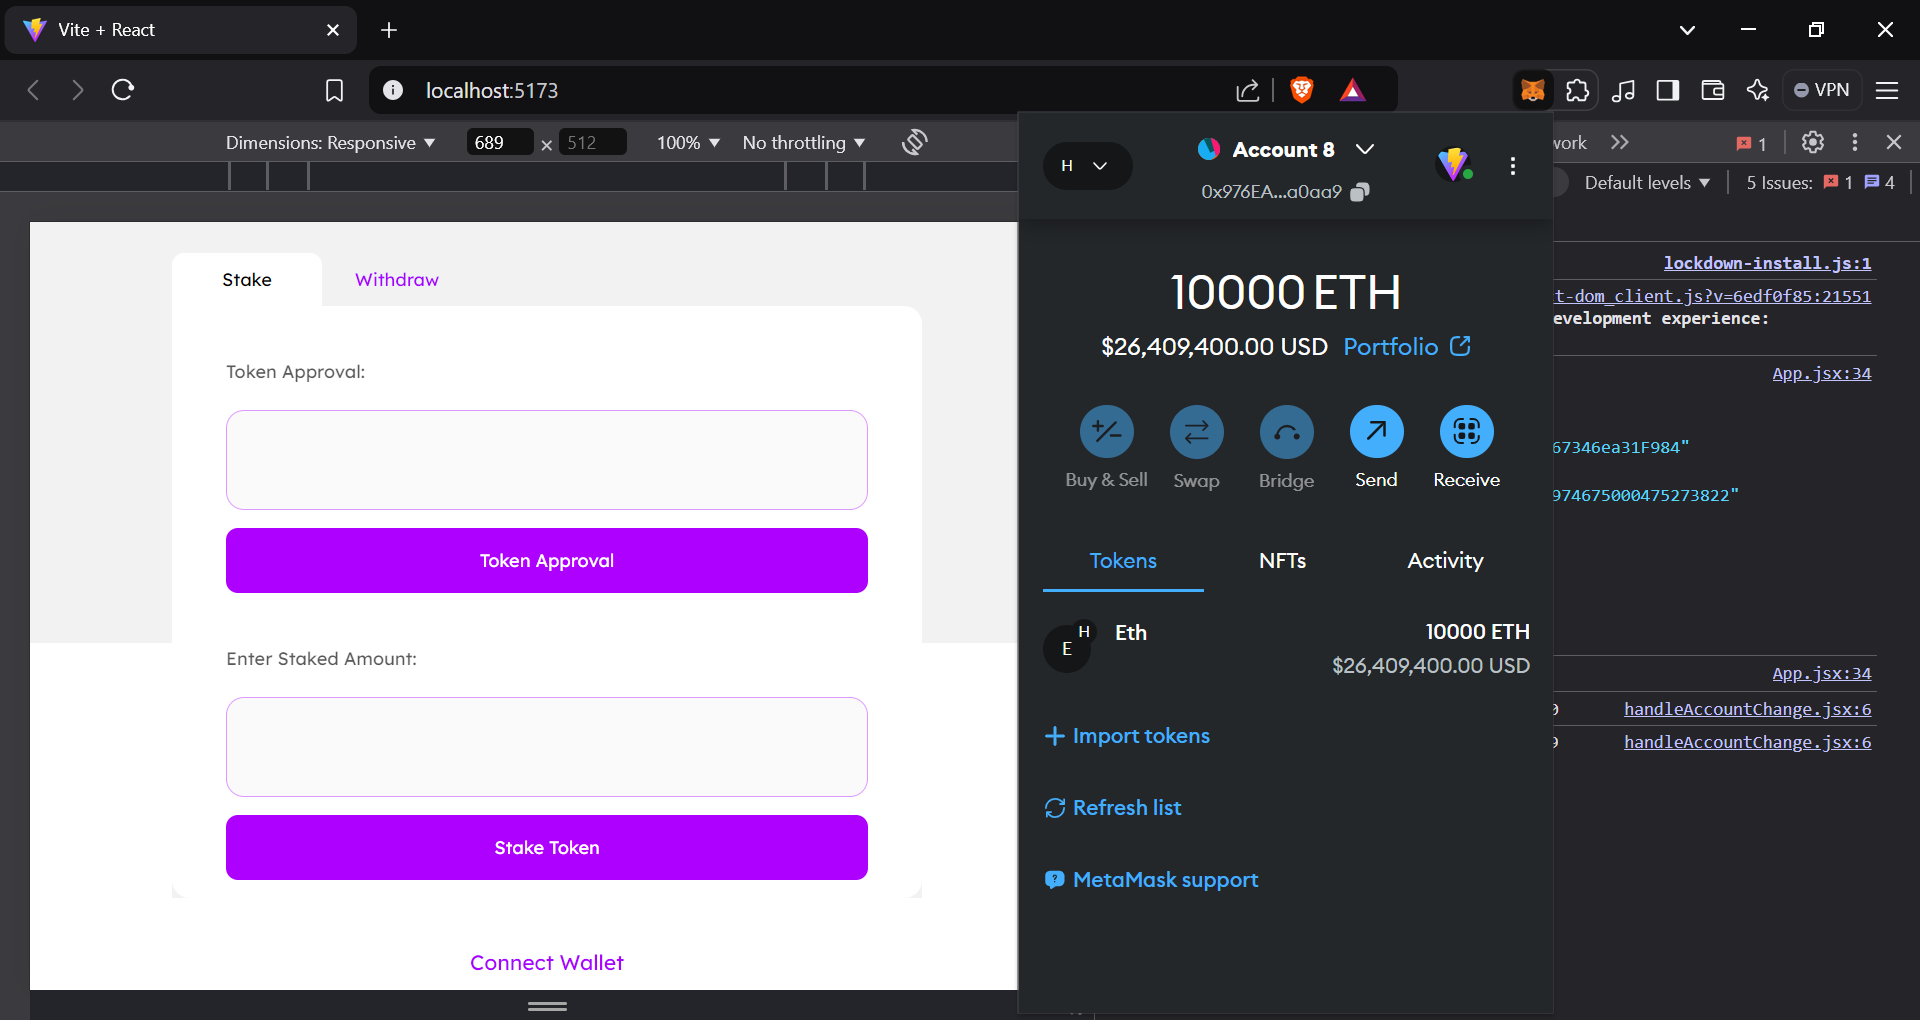 Vite + React
localhost:5173
VPN
Dimensions: Responsive
689
×
512
100%
No throttling
Default levels
5 Issues:
1
4
1
work
H
Account 8
0x976EA...a0aa9
10000 ETH
$26,409,400.00 USD
Portfolio
Buy & Sell
Swap
Bridge
Send
Receive
Tokens
NFTs
Activity
E
H
Eth
10000 ETH
$26,409,400.00 USD
Import tokens
Refresh list
MetaMask support
Stake
Withdraw
Token Approval:
Token Approval
Enter Staked Amount:
Stake Token
Connect Wallet
lockdown-install.js:1
t-dom_client.js?v=6edf0f85:21551
evelopment experience:
App.jsx:34
67346ea31F984"
974675000475273822"
App.jsx:34
handleAccountChange.jsx:6
9 handleAccountChange.jsx:6